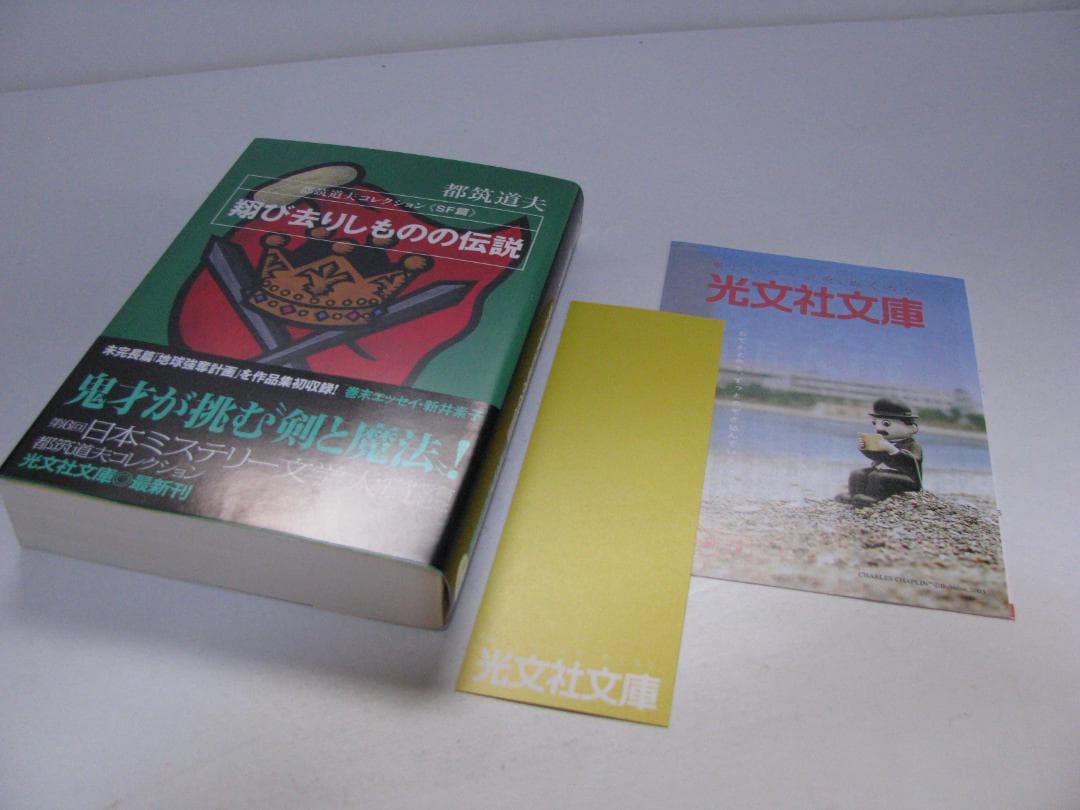 都筑道夫
都筑道夫コレクション〈SF篇〉
翔び去りしものの伝説
未完長篇「地球強奪計画」を作品集初収録！ 巻末エッセイ・新井素子
鬼才が挑む〝剣と魔法〟！
日本ミステリー文学大賞
都筑道夫コレクション
光文社文庫 最新刊
光文社文庫
光文社文庫
CHARLES CHAPLIN